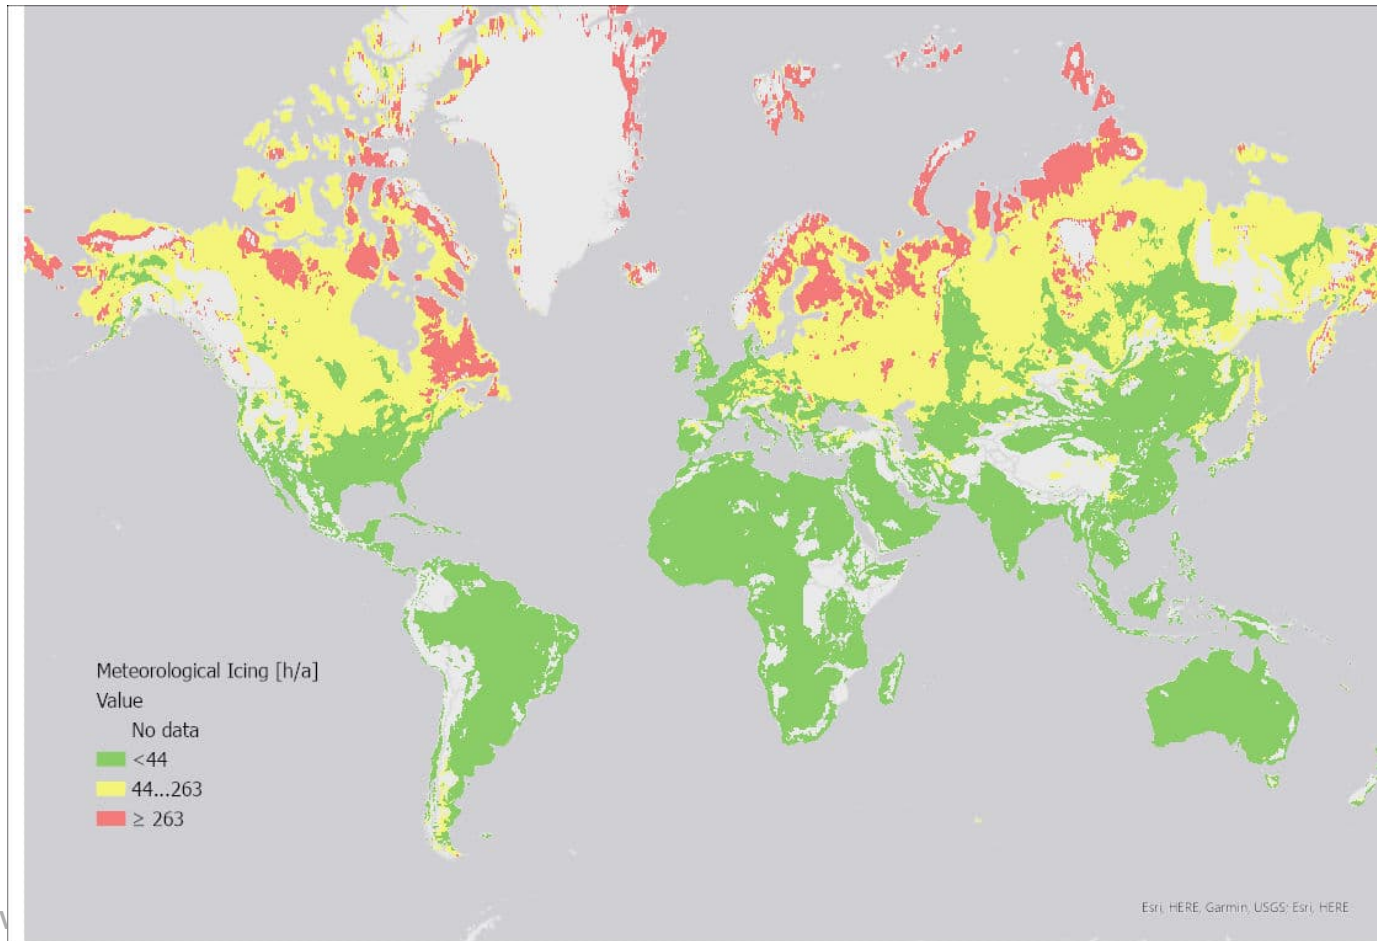 Meteorological Icing [h/a]
Value
No data
<44
44...263
≥ 263
Esri, HERE, Garmin, USGS; Esri, HERE